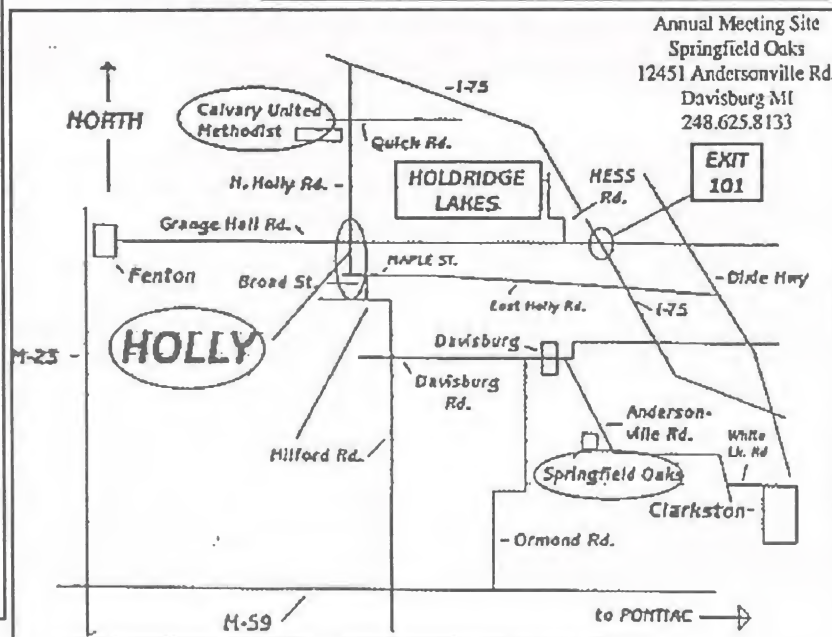 Annual Meeting Site
Springfield Oaks
12451 Andersonville Rd.
Davisburg MI
248.625.8133
NORTH
Calvary United
Methodist
I-75
Quick Rd.
N. Holly Rd.
HOLDRIDGE
LAKES
HESS
Rd.
EXIT
101
Grange Hall Rd.
Fenton
Broad St.
MAPLE ST.
East Holly Rd.
Dixie Hwy
I-75
HOLLY
M-23
Davisburg
Davisburg
Rd.
Milford Rd.
Anderson-
ville Rd.
White
Lk. Rd
Springfield Oaks
Clarkston
Ormond Rd.
M-59
to PONTIAC